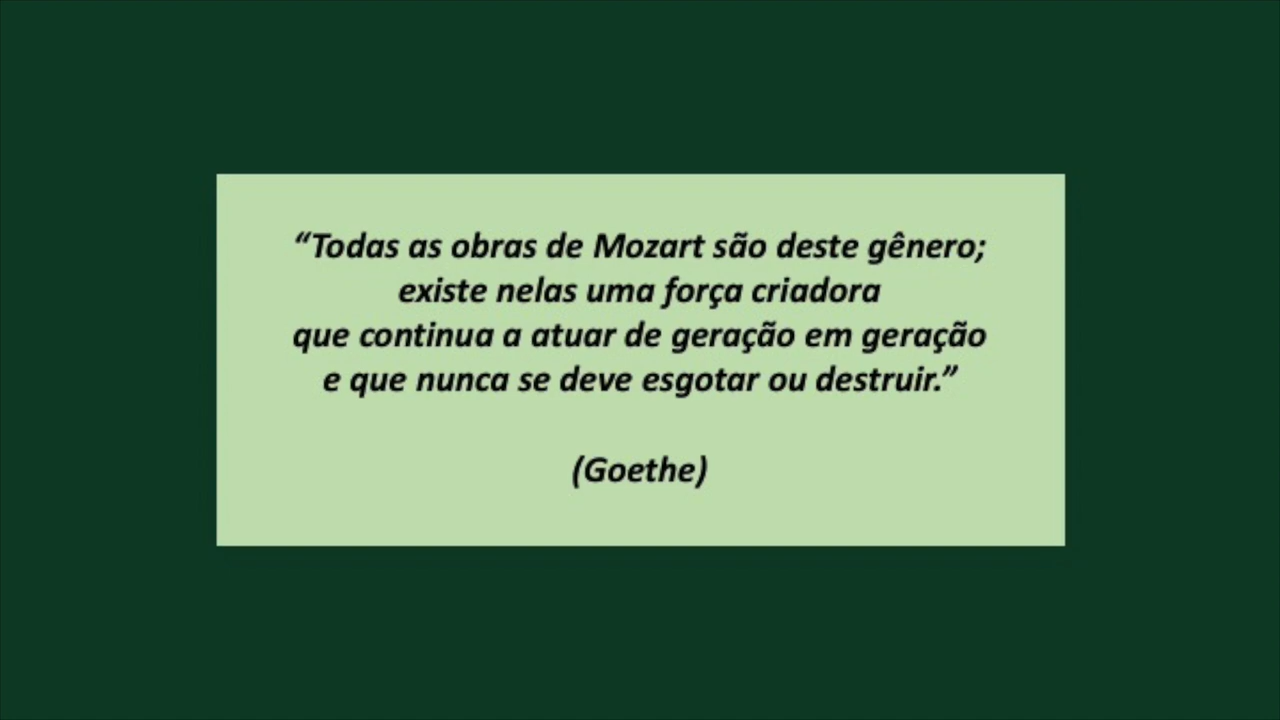 “Todas as obras de Mozart são deste gênero;
existe nelas uma força criadora
que continua a atuar de geração em geração
e que nunca se deve esgotar ou destruir.”
(Goethe)